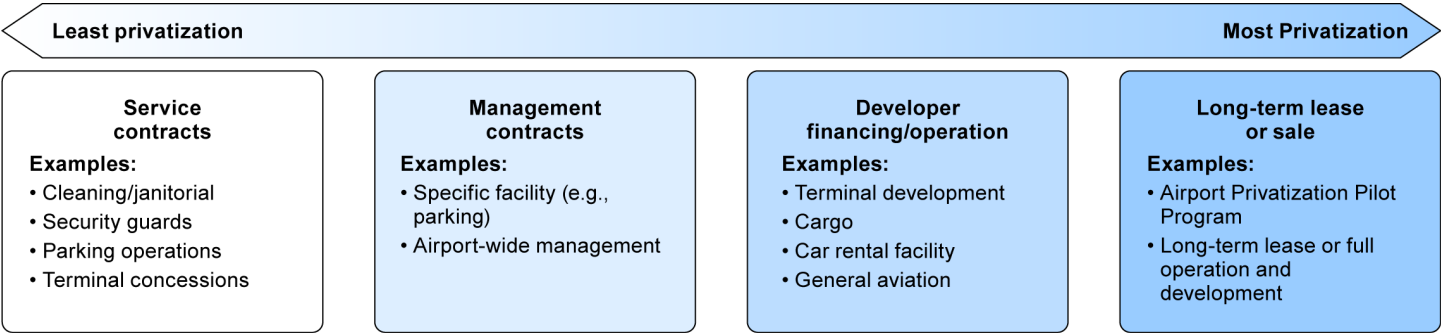 Least privatization
Most Privatization
Service
contracts
Examples:
• Cleaning/janitorial
• Security guards
• Parking operations
• Terminal concessions
Management
contracts
Examples:
• Specific facility (e.g.,
parking)
• Airport-wide management
Developer
financing/operation
Examples:
• Terminal development
• Cargo
• Car rental facility
• General aviation
Long-term lease
or sale
Examples:
• Airport Privatization Pilot
Program
• Long-term lease or full
operation and
development